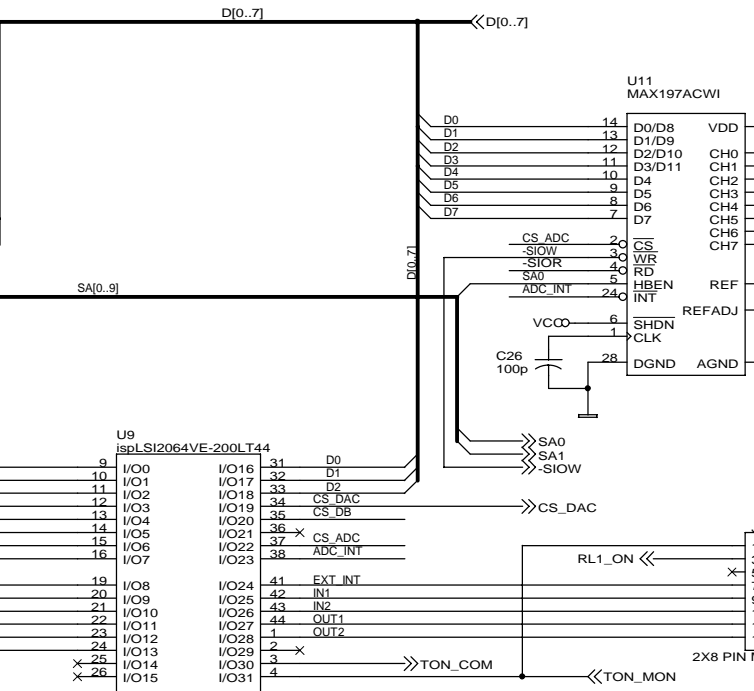 D[0..7]
D[0..7]
U11
MAX197ACWI
D0 14 D0/D8 VDD
D1 13 D1/D9
D2 12 D2/D10 CH0
D3 11 D3/D11 CH1
D4 10 D4 CH2
D5 9 D5 CH3
D6 8 D6 CH4
D7 7 D7 CH5
CH6
CS_ADC 2 CS CH7
-SIOW 3 WR
-SIOR 4 RD
SA0 5 HBEN REF
ADC_INT 24 INT
REFADJ
VCC 6 SHDN
1 CLK
28 DGND AGND
D[0..7]
SA[0..9]
C26
100p
SA0
SA1
-SIOW
CS_DAC
U9
ispLSI2064VE-200LT44
9 I/O0 I/O16 31 D0
10 I/O1 I/O17 32 D1
11 I/O2 I/O18 33 D2
12 I/O3 I/O19 34 CS_DAC
13 I/O4 I/O20 35 CS_DB
14 I/O5 I/O21 36
15 I/O6 I/O22 37 CS_ADC
16 I/O7 I/O23 38 ADC_INT
19 I/O8 I/O24 41 EXT_INT
20 I/O9 I/O25 42 IN1
21 I/O10 I/O26 43 IN2
22 I/O11 I/O27 44 OUT1
23 I/O12 I/O28 1 OUT2
24 I/O13 I/O29 2
25 I/O14 I/O30 3 TON_COM
26 I/O15 I/O31 4 TON_MON
RL1_ON
2X8 PIN